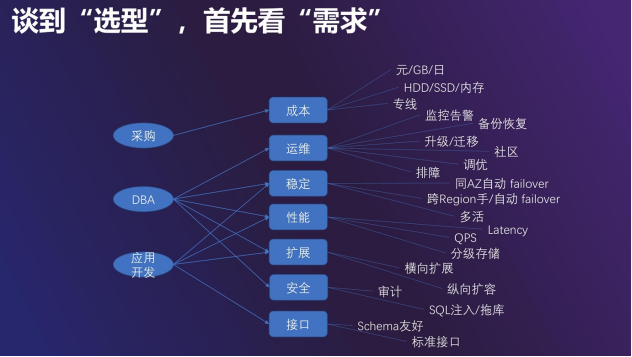 谈到“选型”，首先看“需求”
元/GB/日
HDD/SSD/内存
专线
成本
监控告警
备份恢复
采购
升级/迁移
运维
社区
调优
排障
稳定
同AZ自动 failover
DBA
跨Region手/自动 failover
多活
性能
Latency
QPS
分级存储
扩展
应用
开发
横向扩展
纵向扩容
安全
审计
SQL注入/拖库
接口
Schema友好
标准接口